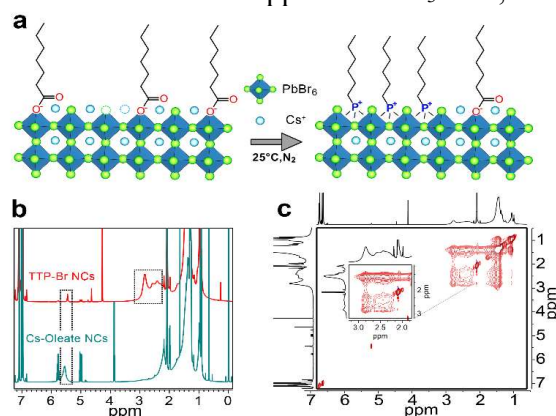 a
O O O
O⁻ O⁻ O⁻
PbBr₆
Cs⁺
25°C,N₂
P⁺ P⁺ P⁺ O
O⁻
b
TTP-Br NCs
Cs-Oleate NCs
7 6 5 4 3 2 1 0
ppm
c
1
2
3
4
5
6
7
ppm
2
3
ppm
3.0 2.5 2.0
ppm
7 6 5 4 3 2 1
ppm